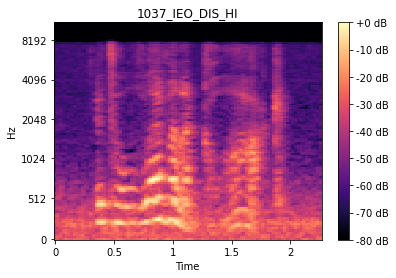 1037_IEO_DIS_HI
+0 dB
8192
-10 dB
4096
-20 dB
-30 dB
2048
Hz
-40 dB
1024
-50 dB
512
-60 dB
-70 dB
0
-80 dB
0
0.5
1
1.5
2
Time